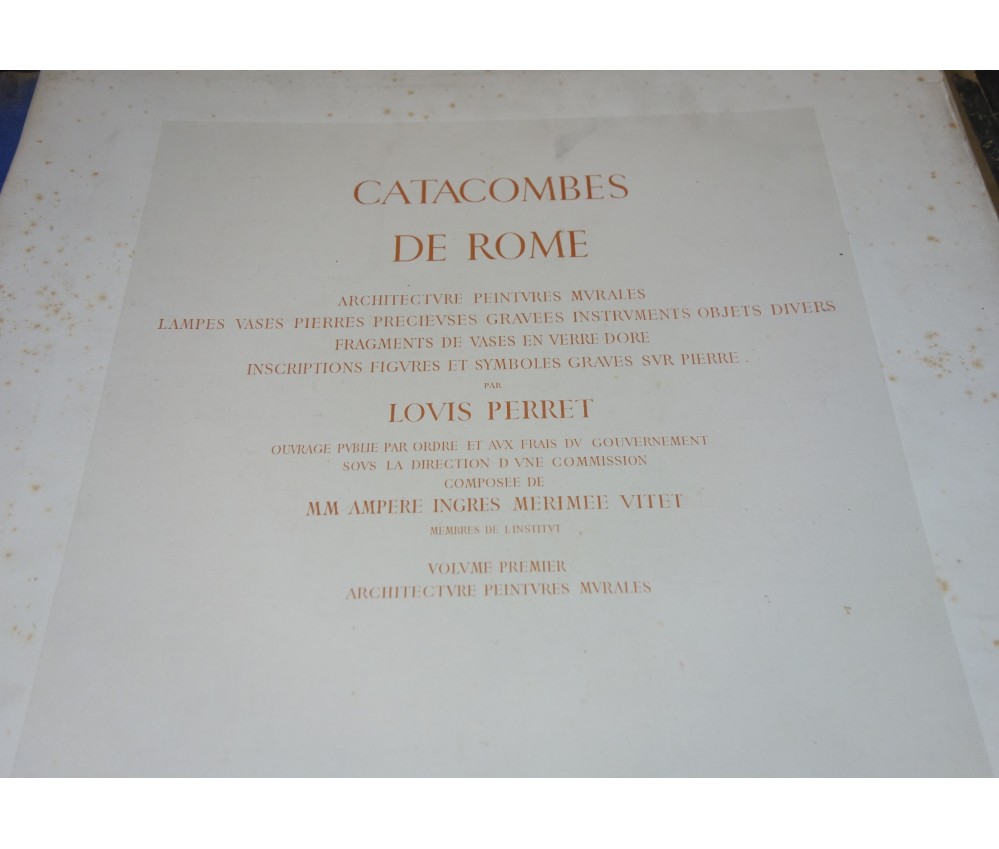 CATACOMBES
DE ROME
ARCHITECTVRE PEINTVRES MVRALES
LAMPES VASES PIERRES PRECIEVSES GRAVEES INSTRVMENTS OBJETS DIVERS
FRAGMENTS DE VASES EN VERRE DORE
INSCRIPTIONS FIGVRES ET SYMBOLES GRAVES SVR PIERRE .
PAR
LOVIS PERRET
OUVRAGE PVBLIE PAR ORDRE ET AVX FRAIS DV GOUVERNEMENT
SOVS LA DIRECTION D VNE COMMISSION
COMPOSEE DE
MM AMPERE INGRES MERIMEE VITET
MEMBRES DE LINSTITVT
VOLVME PREMIER
ARCHITECTVRE PEINTVRES MVRALES